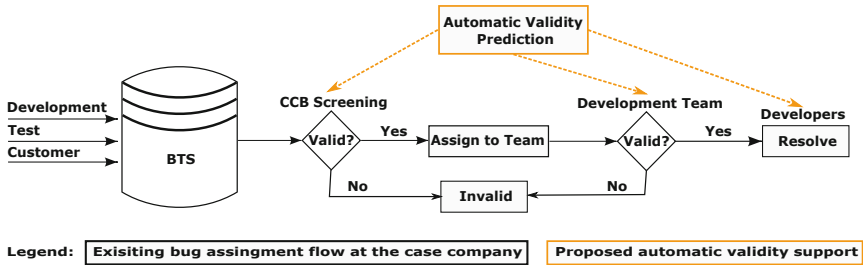 Automatic Validity
Prediction
CCB Screening
Development Team
Developers
Development
Test
Customer
BTS
Valid?
Yes
Assign to Team
Valid?
Yes
Resolve
No
Invalid
No
Legend:
Exisiting bug assingment flow at the case company
Proposed automatic validity support